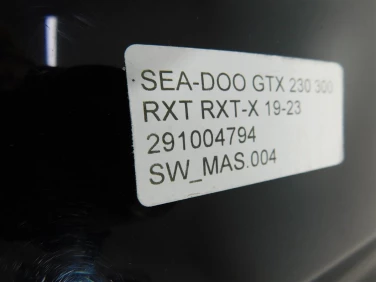 SEA-DOO GTX 230 300
RXT RXT-X 19-23
291004794
SW_MAS.004